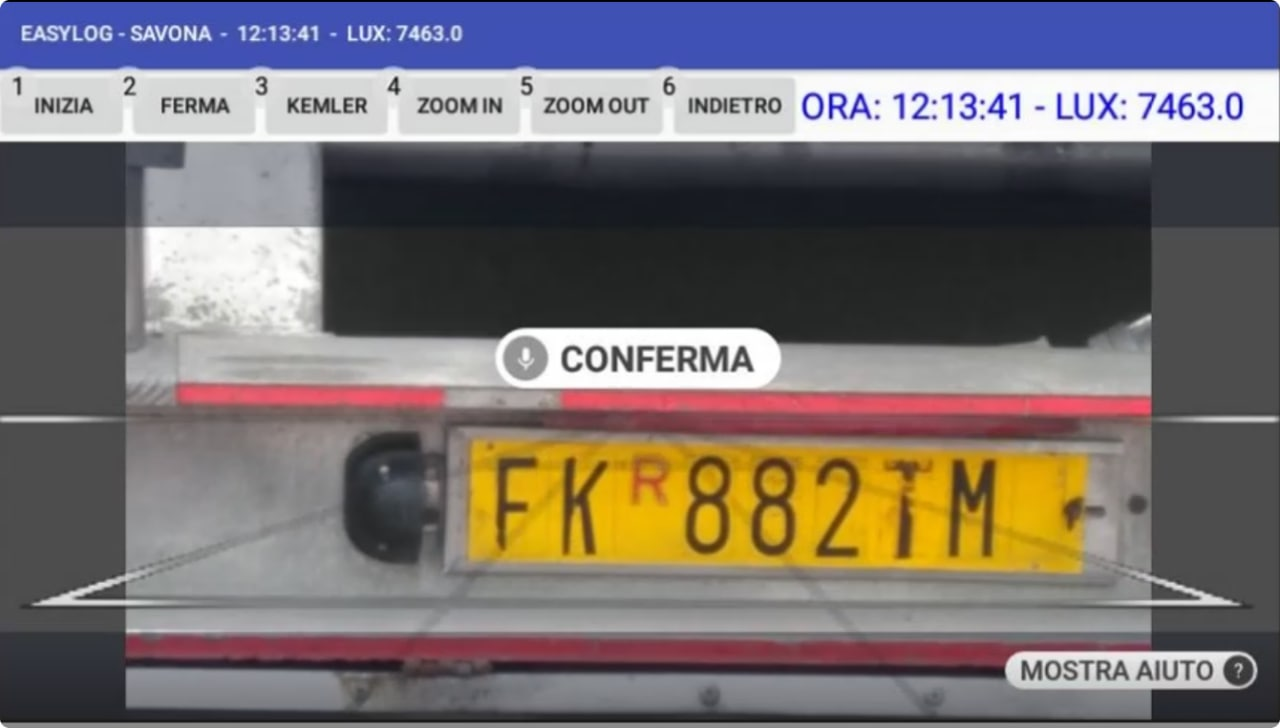 EASYLOG - SAVONA - 12:13:41 - LUX: 7463.0
1 INIZIA 2 FERMA 3 KEMLER 4 ZOOM IN 5 ZOOM OUT 6 INDIETRO ORA: 12:13:41 - LUX: 7463.0
CONFERMA
FK R 882TM
MOSTRA AIUTO ?